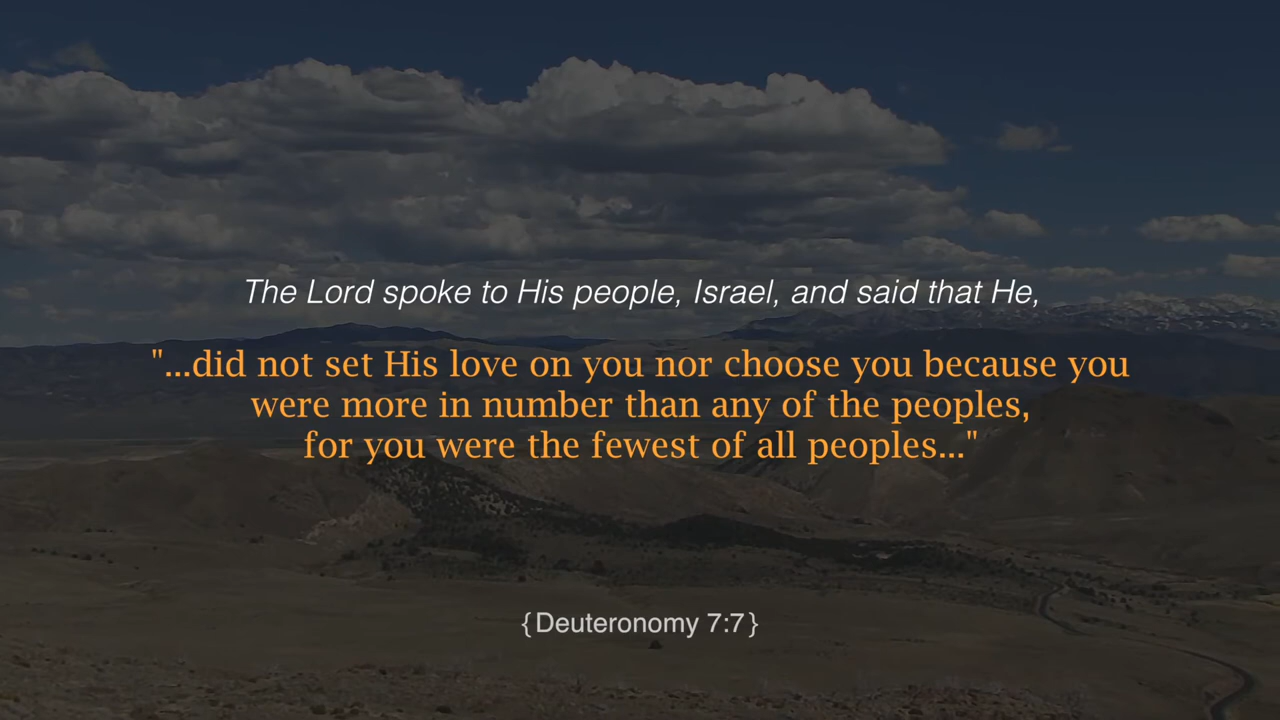 The Lord spoke to His people, Israel, and said that He,
"...did not set His love on you nor choose you because you
were more in number than any of the peoples,
for you were the fewest of all peoples..."
{Deuteronomy 7:7}